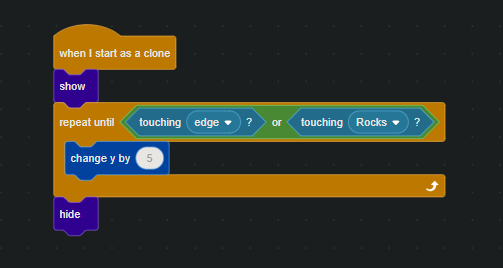 when I start as a clone
show
repeat until touching edge ? or touching Rocks ?
change y by 5
hide